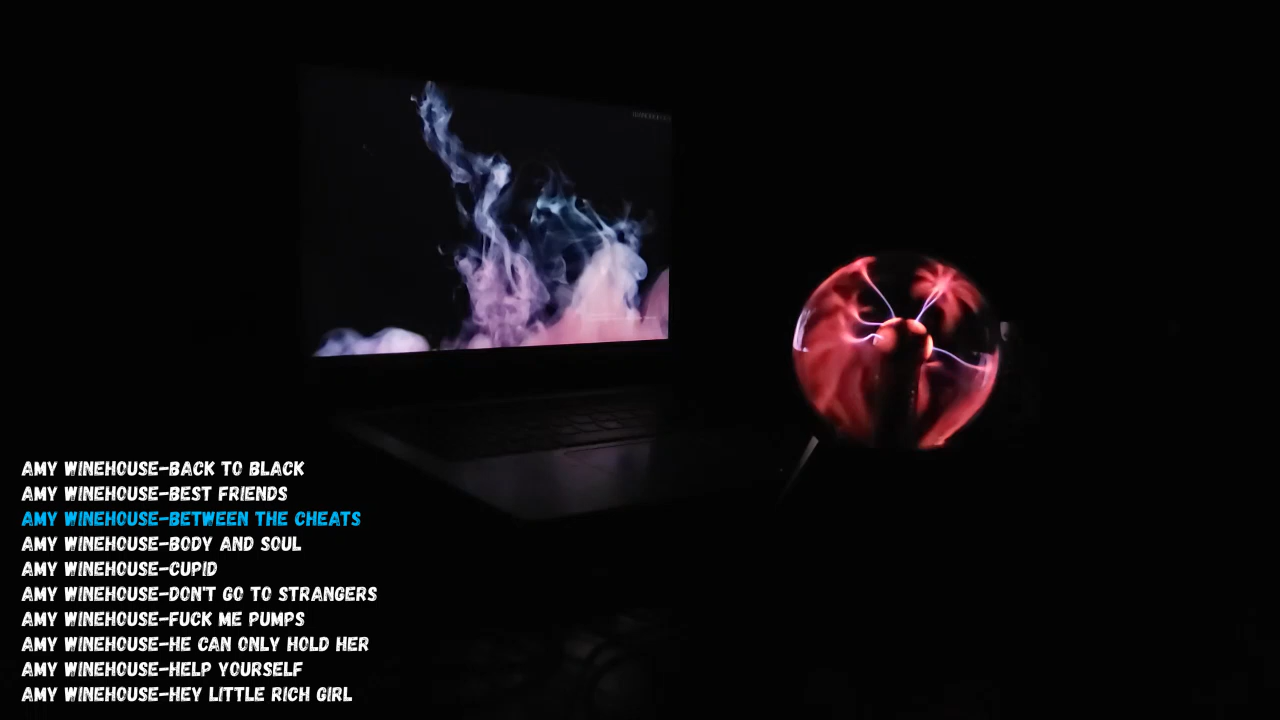 AMY WINEHOUSE-BACK TO BLACK
AMY WINEHOUSE-BEST FRIENDS
AMY WINEHOUSE-BETWEEN THE CHEATS
AMY WINEHOUSE-BODY AND SOUL
AMY WINEHOUSE-CUPID
AMY WINEHOUSE-DON'T GO TO STRANGERS
AMY WINEHOUSE-FUCK ME PUMPS
AMY WINEHOUSE-HE CAN ONLY HOLD HER
AMY WINEHOUSE-HELP YOURSELF
AMY WINEHOUSE-HEY LITTLE RICH GIRL